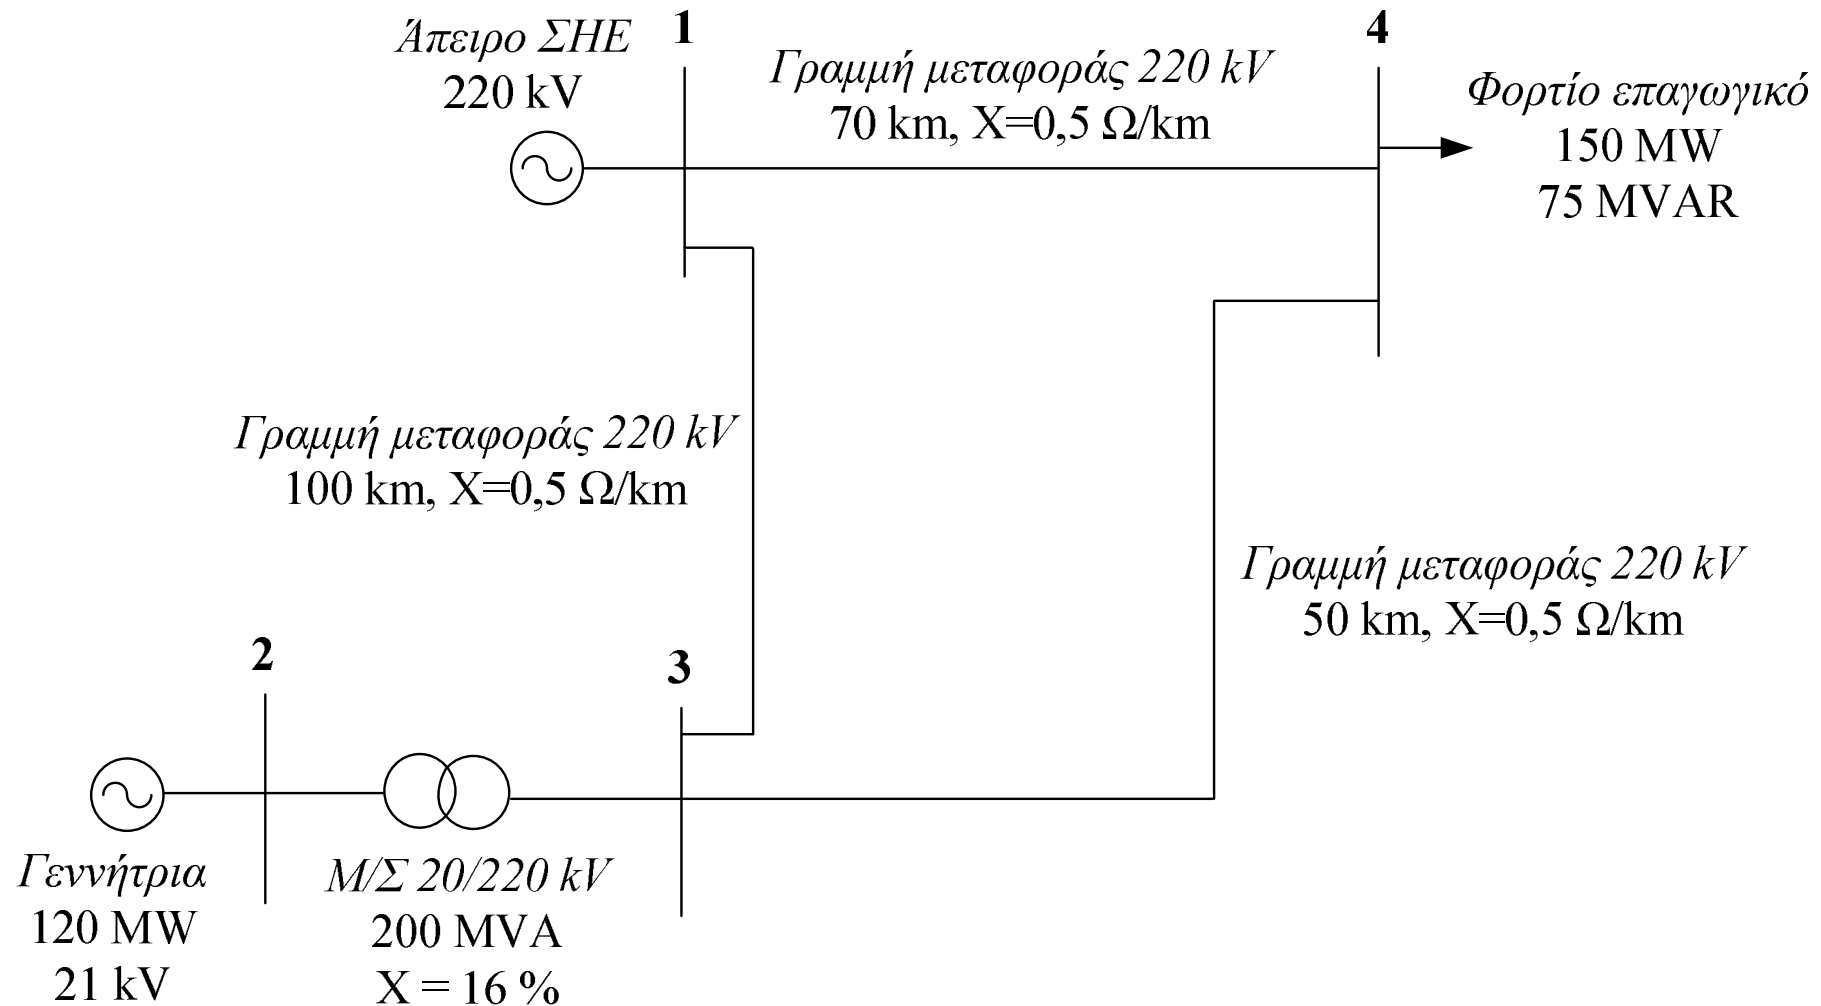 Άπειρο ΣΗΕ
220 kV
1
Γραμμή μεταφοράς 220 kV
70 km, X=0,5 Ω/km
4
Φορτίο επαγωγικό
150 MW
75 MVAR
Γραμμή μεταφοράς 220 kV
100 km, X=0,5 Ω/km
Γραμμή μεταφοράς 220 kV
50 km, X=0,5 Ω/km
2
3
Γεννήτρια
120 MW
21 kV
Μ/Σ 20/220 kV
200 MVA
X = 16 %